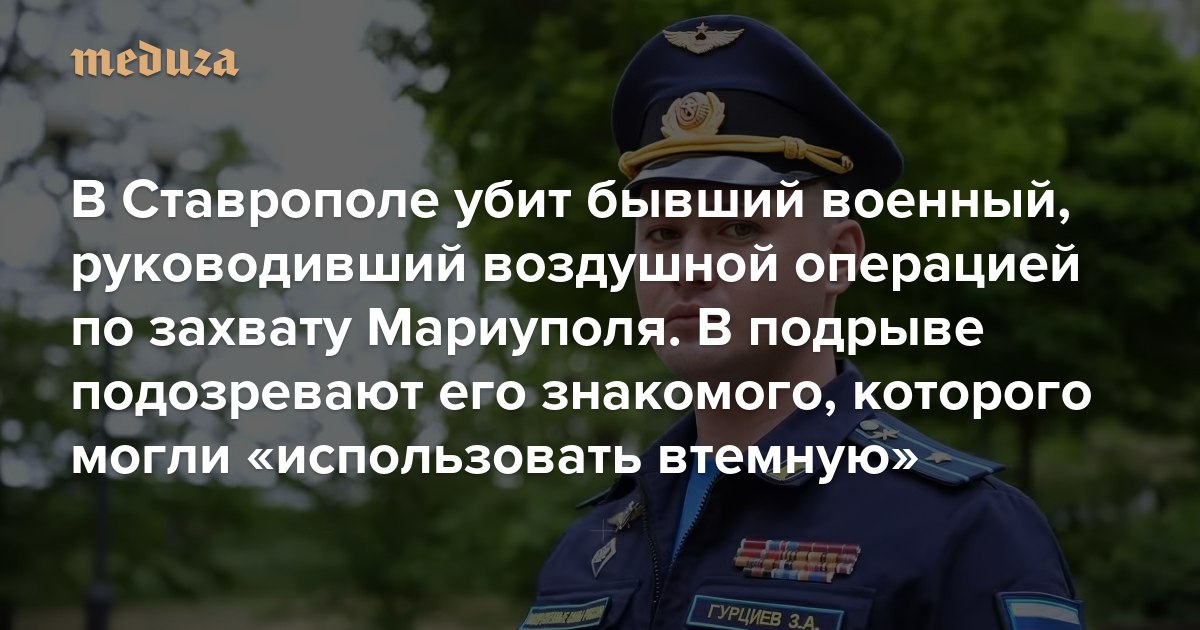 meduza
В Ставрополе убит бывший военный,
руководивший воздушной операцией
по захвату Мариуполя. В подрыве
подозревают его знакомого, которого
могли «использовать втемную»
ГУРЦИЕВ З.А.